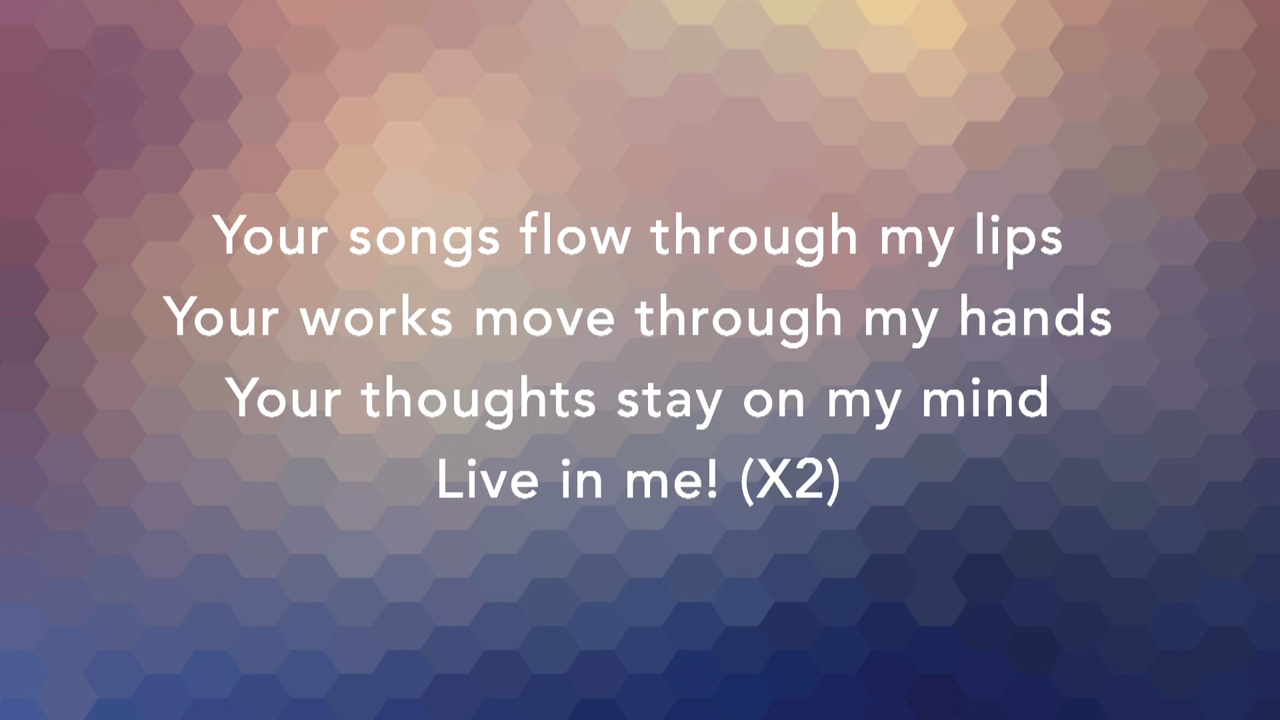 Your songs flow through my lips
Your works move through my hands
Your thoughts stay on my mind
Live in me! (X2)